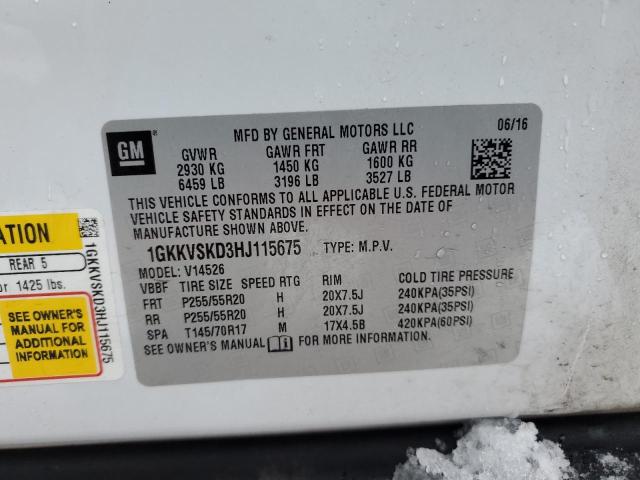 GM
MFD BY GENERAL MOTORS LLC 06/16
GVWR GAWR FRT GAWR RR
2930 KG 1450 KG 1600 KG
6459 LB 3196 LB 3527 LB
THIS VEHICLE CONFORMS TO ALL APPLICABLE U.S. FEDERAL MOTOR
VEHICLE SAFETY STANDARDS IN EFFECT ON THE DATE OF
MANUFACTURE SHOWN ABOVE.
1GKKVSKD3HJ115675 TYPE: M.P.V.
MODEL: V14526
VBBF TIRE SIZE SPEED RTG RIM COLD TIRE PRESSURE
FRT P255/55R20 H 20X7.5J 240KPA(35PSI)
RR P255/55R20 H 20X7.5J 240KPA(35PSI)
SPA T145/70R17 M 17X4.5B 420KPA(60PSI)
SEE OWNER'S MANUAL FOR MORE INFORMATION.
ATION
REAR 5
or 1425 lbs.
SEE OWNER'S
MANUAL FOR
ADDITIONAL
INFORMATION
1GKKVSKD3HJ115675